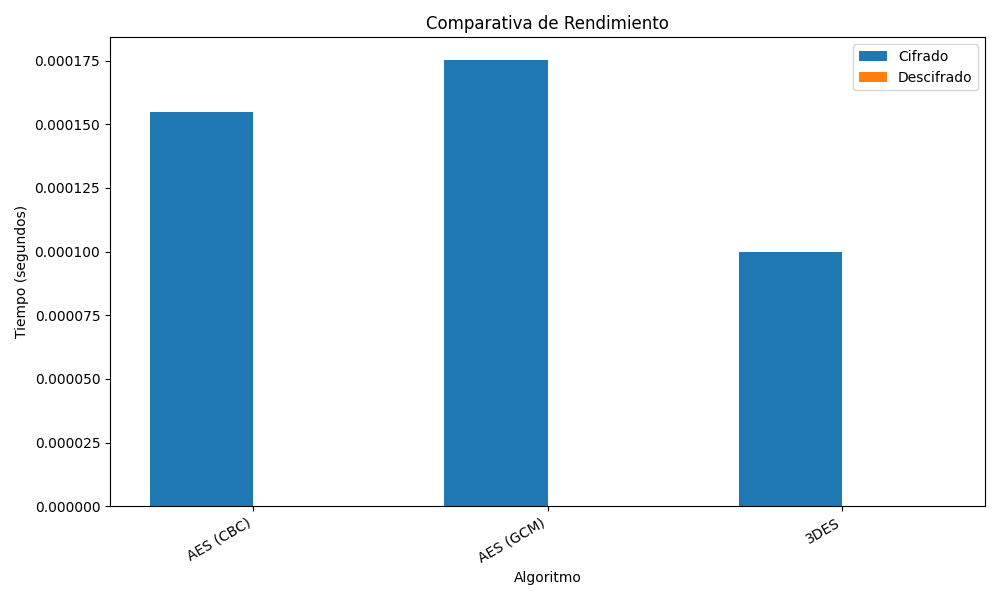 Comparativa de Rendimiento
Cifrado
Descifrado
0.000175
0.000150
0.000125
0.000100
0.000075
0.000050
0.000025
0.000000
Tiempo (segundos)
AES (CBC)
AES (GCM)
3DES
Algoritmo